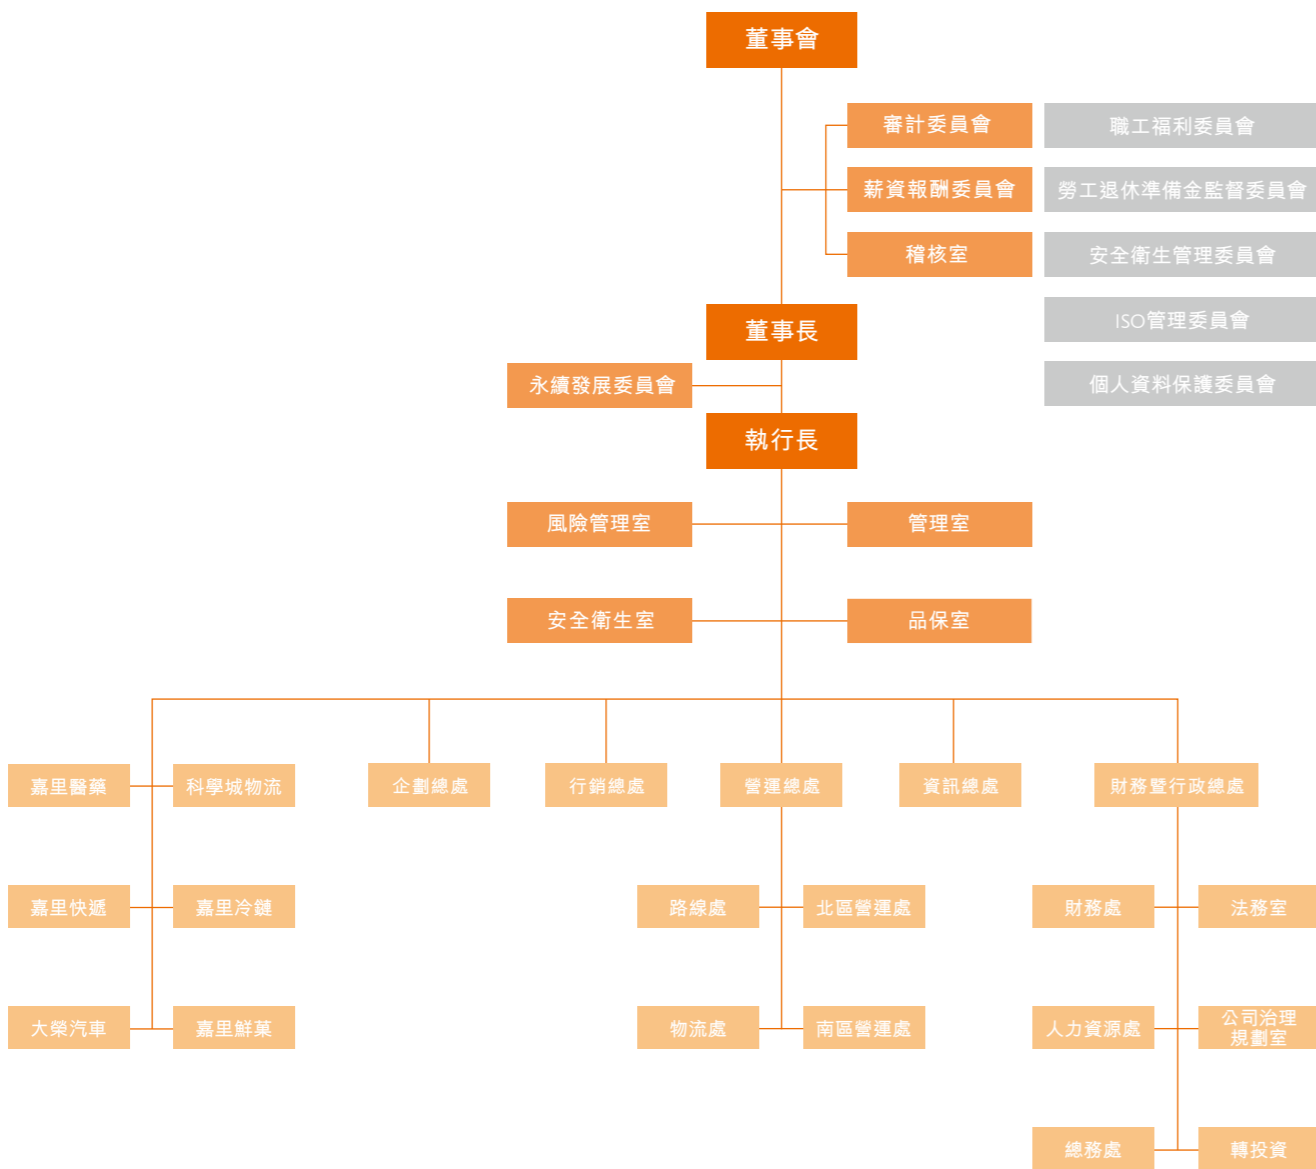 董事會
審計委員會
職工福利委員會
薪資報酬委員會
勞工退休準備金監督委員會
稽核室
安全衛生管理委員會
董事長
ISO管理委員會
永續發展委員會
個人資料保護委員會
執行長
風險管理室
管理室
安全衛生室
品保室
嘉里醫藥
科學城物流
企劃總處
行銷總處
營運總處
資訊總處
財務暨行政總處
嘉里快遞
嘉里冷鏈
路線處
北區營運處
財務處
法務室
大榮汽車
嘉里鮮菓
物流處
南區營運處
人力資源處
公司治理
規劃室
總務處
轉投資